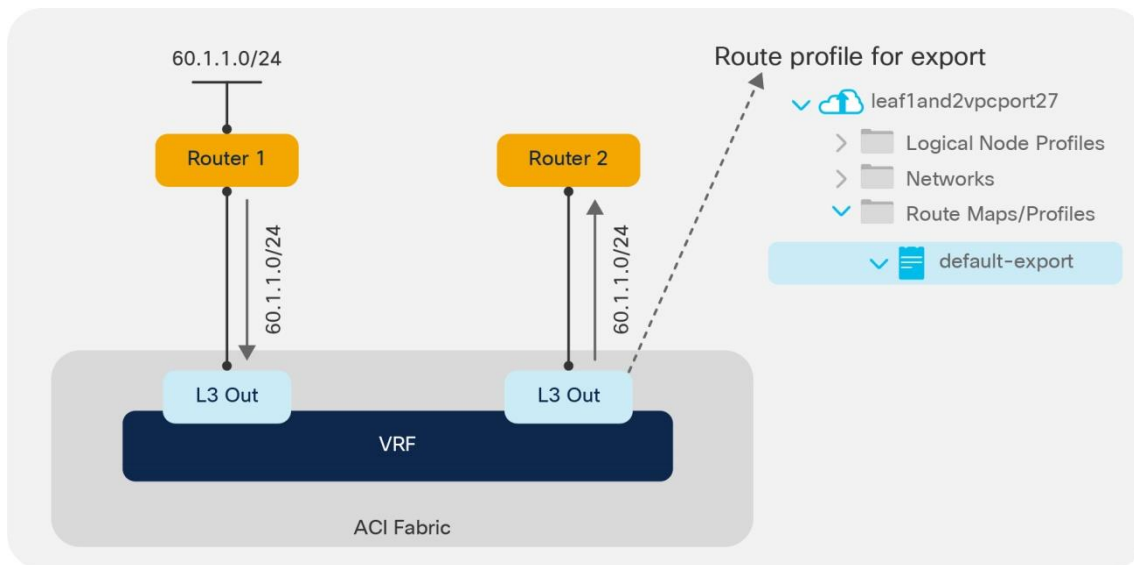 60.1.1.0/24
Route profile for export
leaf1and2vpcport27
Logical Node Profiles
Networks
Route Maps/Profiles
default-export
Router 1
Router 2
60.1.1.0/24
60.1.1.0/24
L3 Out
L3 Out
VRF
ACI Fabric